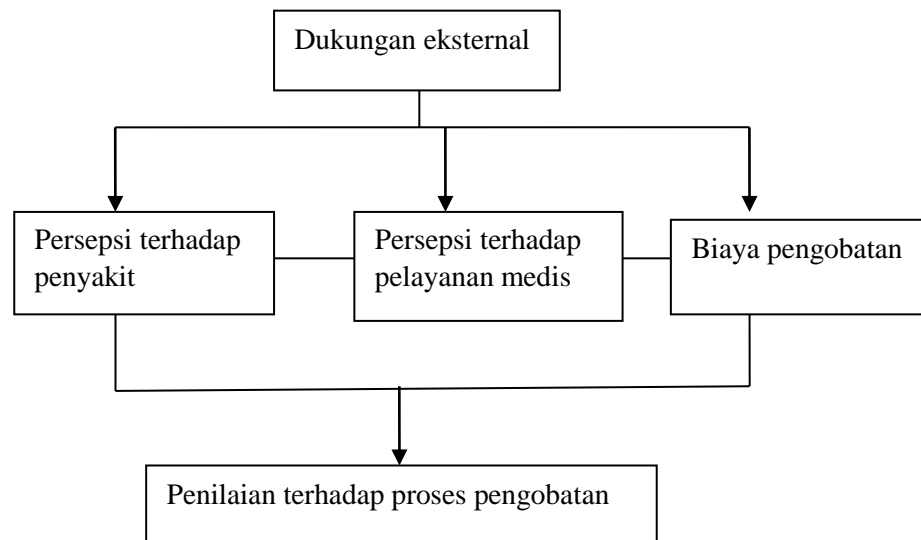 Dukungan eksternal
Persepsi terhadap
penyakit
Persepsi terhadap
pelayanan medis
Biaya pengobatan
Penilaian terhadap proses pengobatan